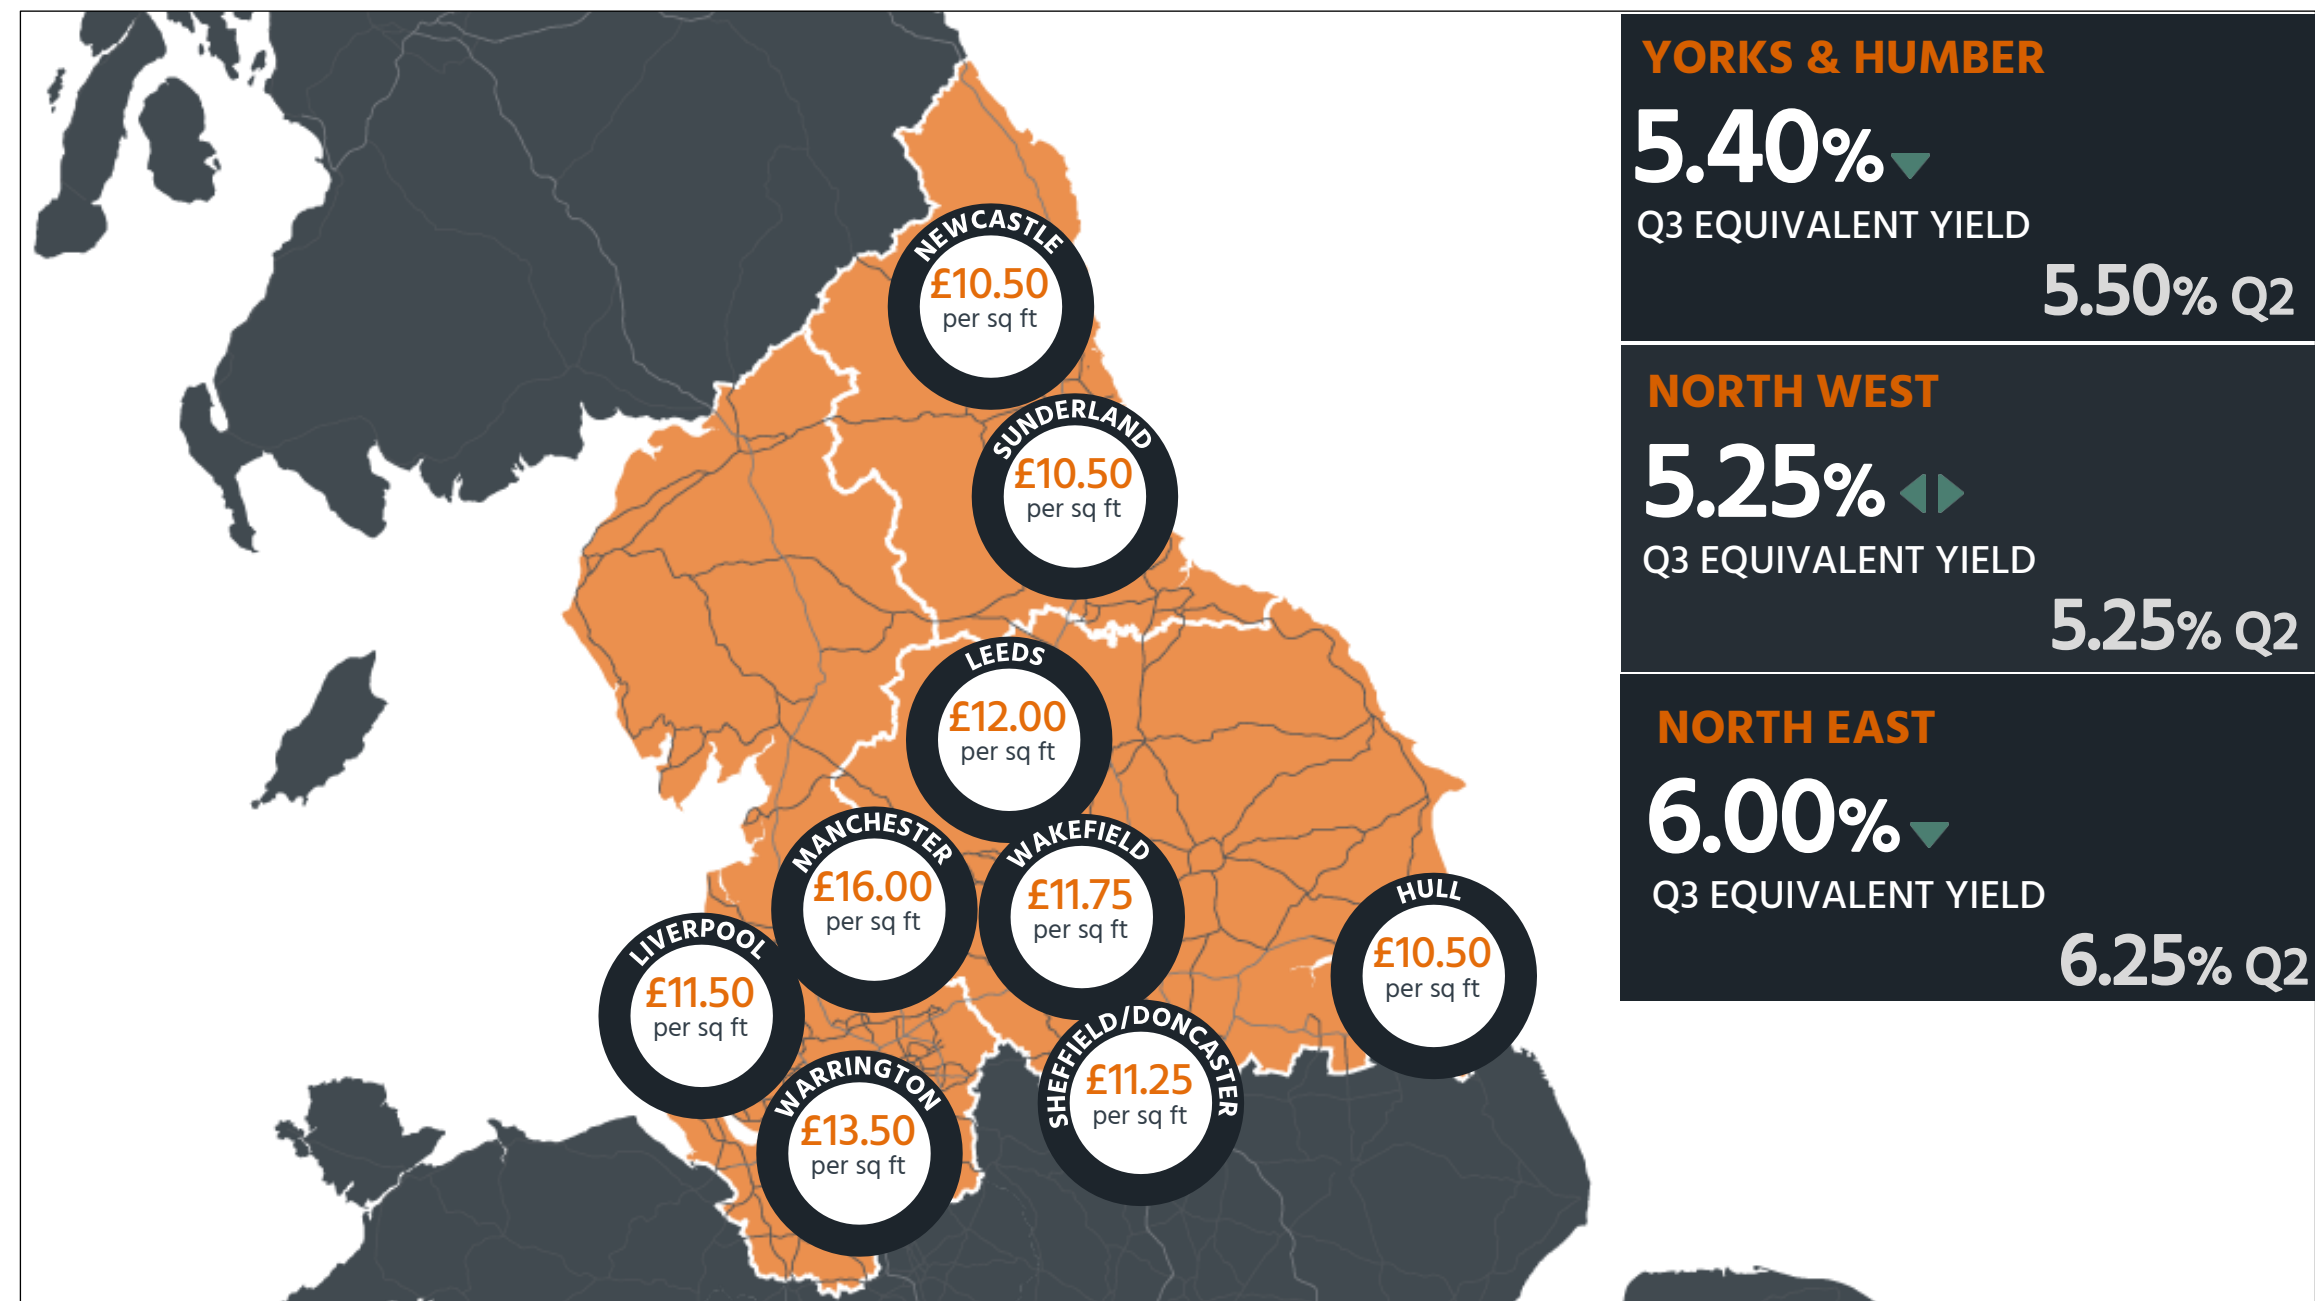 NEWCASTLE
£10.50
per sq ft
SUNDERLAND
£10.50
per sq ft
LEEDS
£12.00
per sq ft
MANCHESTER
£16.00
per sq ft
WAKEFIELD
£11.75
per sq ft
HULL
£10.50
per sq ft
LIVERPOOL
£11.50
per sq ft
SHEFFIELD/DONCASTER
£11.25
per sq ft
WARRINGTON
£13.50
per sq ft
YORKS & HUMBER
5.40%
Q3 EQUIVALENT YIELD
5.50% Q2
NORTH WEST
5.25%
Q3 EQUIVALENT YIELD
5.25% Q2
NORTH EAST
6.00%
Q3 EQUIVALENT YIELD
6.25% Q2